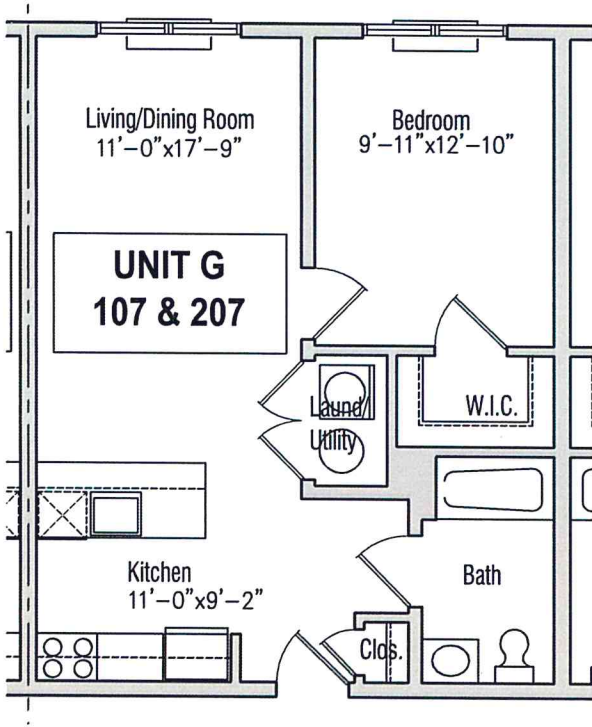 Living/Dining Room
11'-0"x17'-9"
Bedroom
9'-11"x12'-10"
UNIT G
107 & 207
Laund/
Utility
W.I.C.
Kitchen
11'-0"x9'-2"
Bath
Clos.